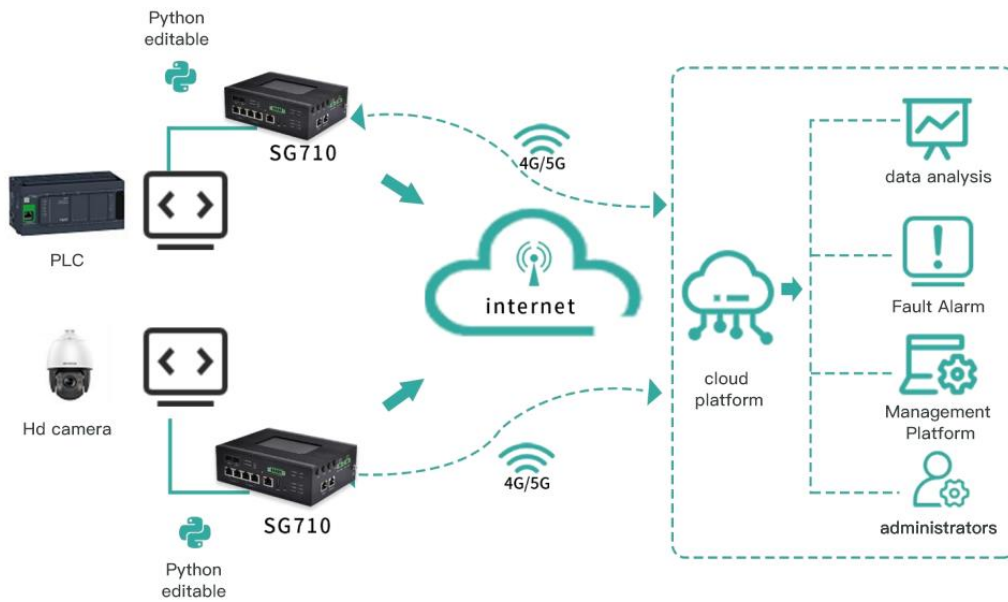 Python
editable
SG710
4G/5G
PLC
internet
Hd camera
SG710
4G/5G
Python
editable
cloud
platform
data analysis
Fault Alarm
Management
Platform
administrators